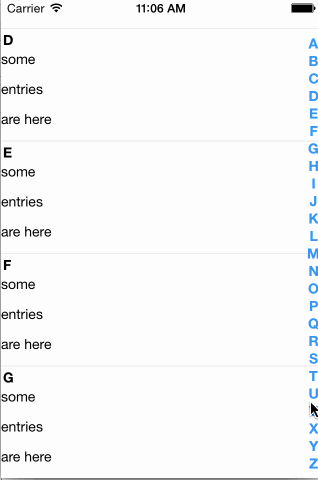 Carrier 11:06 AM
D
some
entries
are here
E
some
entries
are here
F
some
entries
are here
G
some
entries
are here
A
B
C
D
E
F
G
H
I
J
K
L
M
N
O
P
Q
R
S
T
U
X
Y
Z